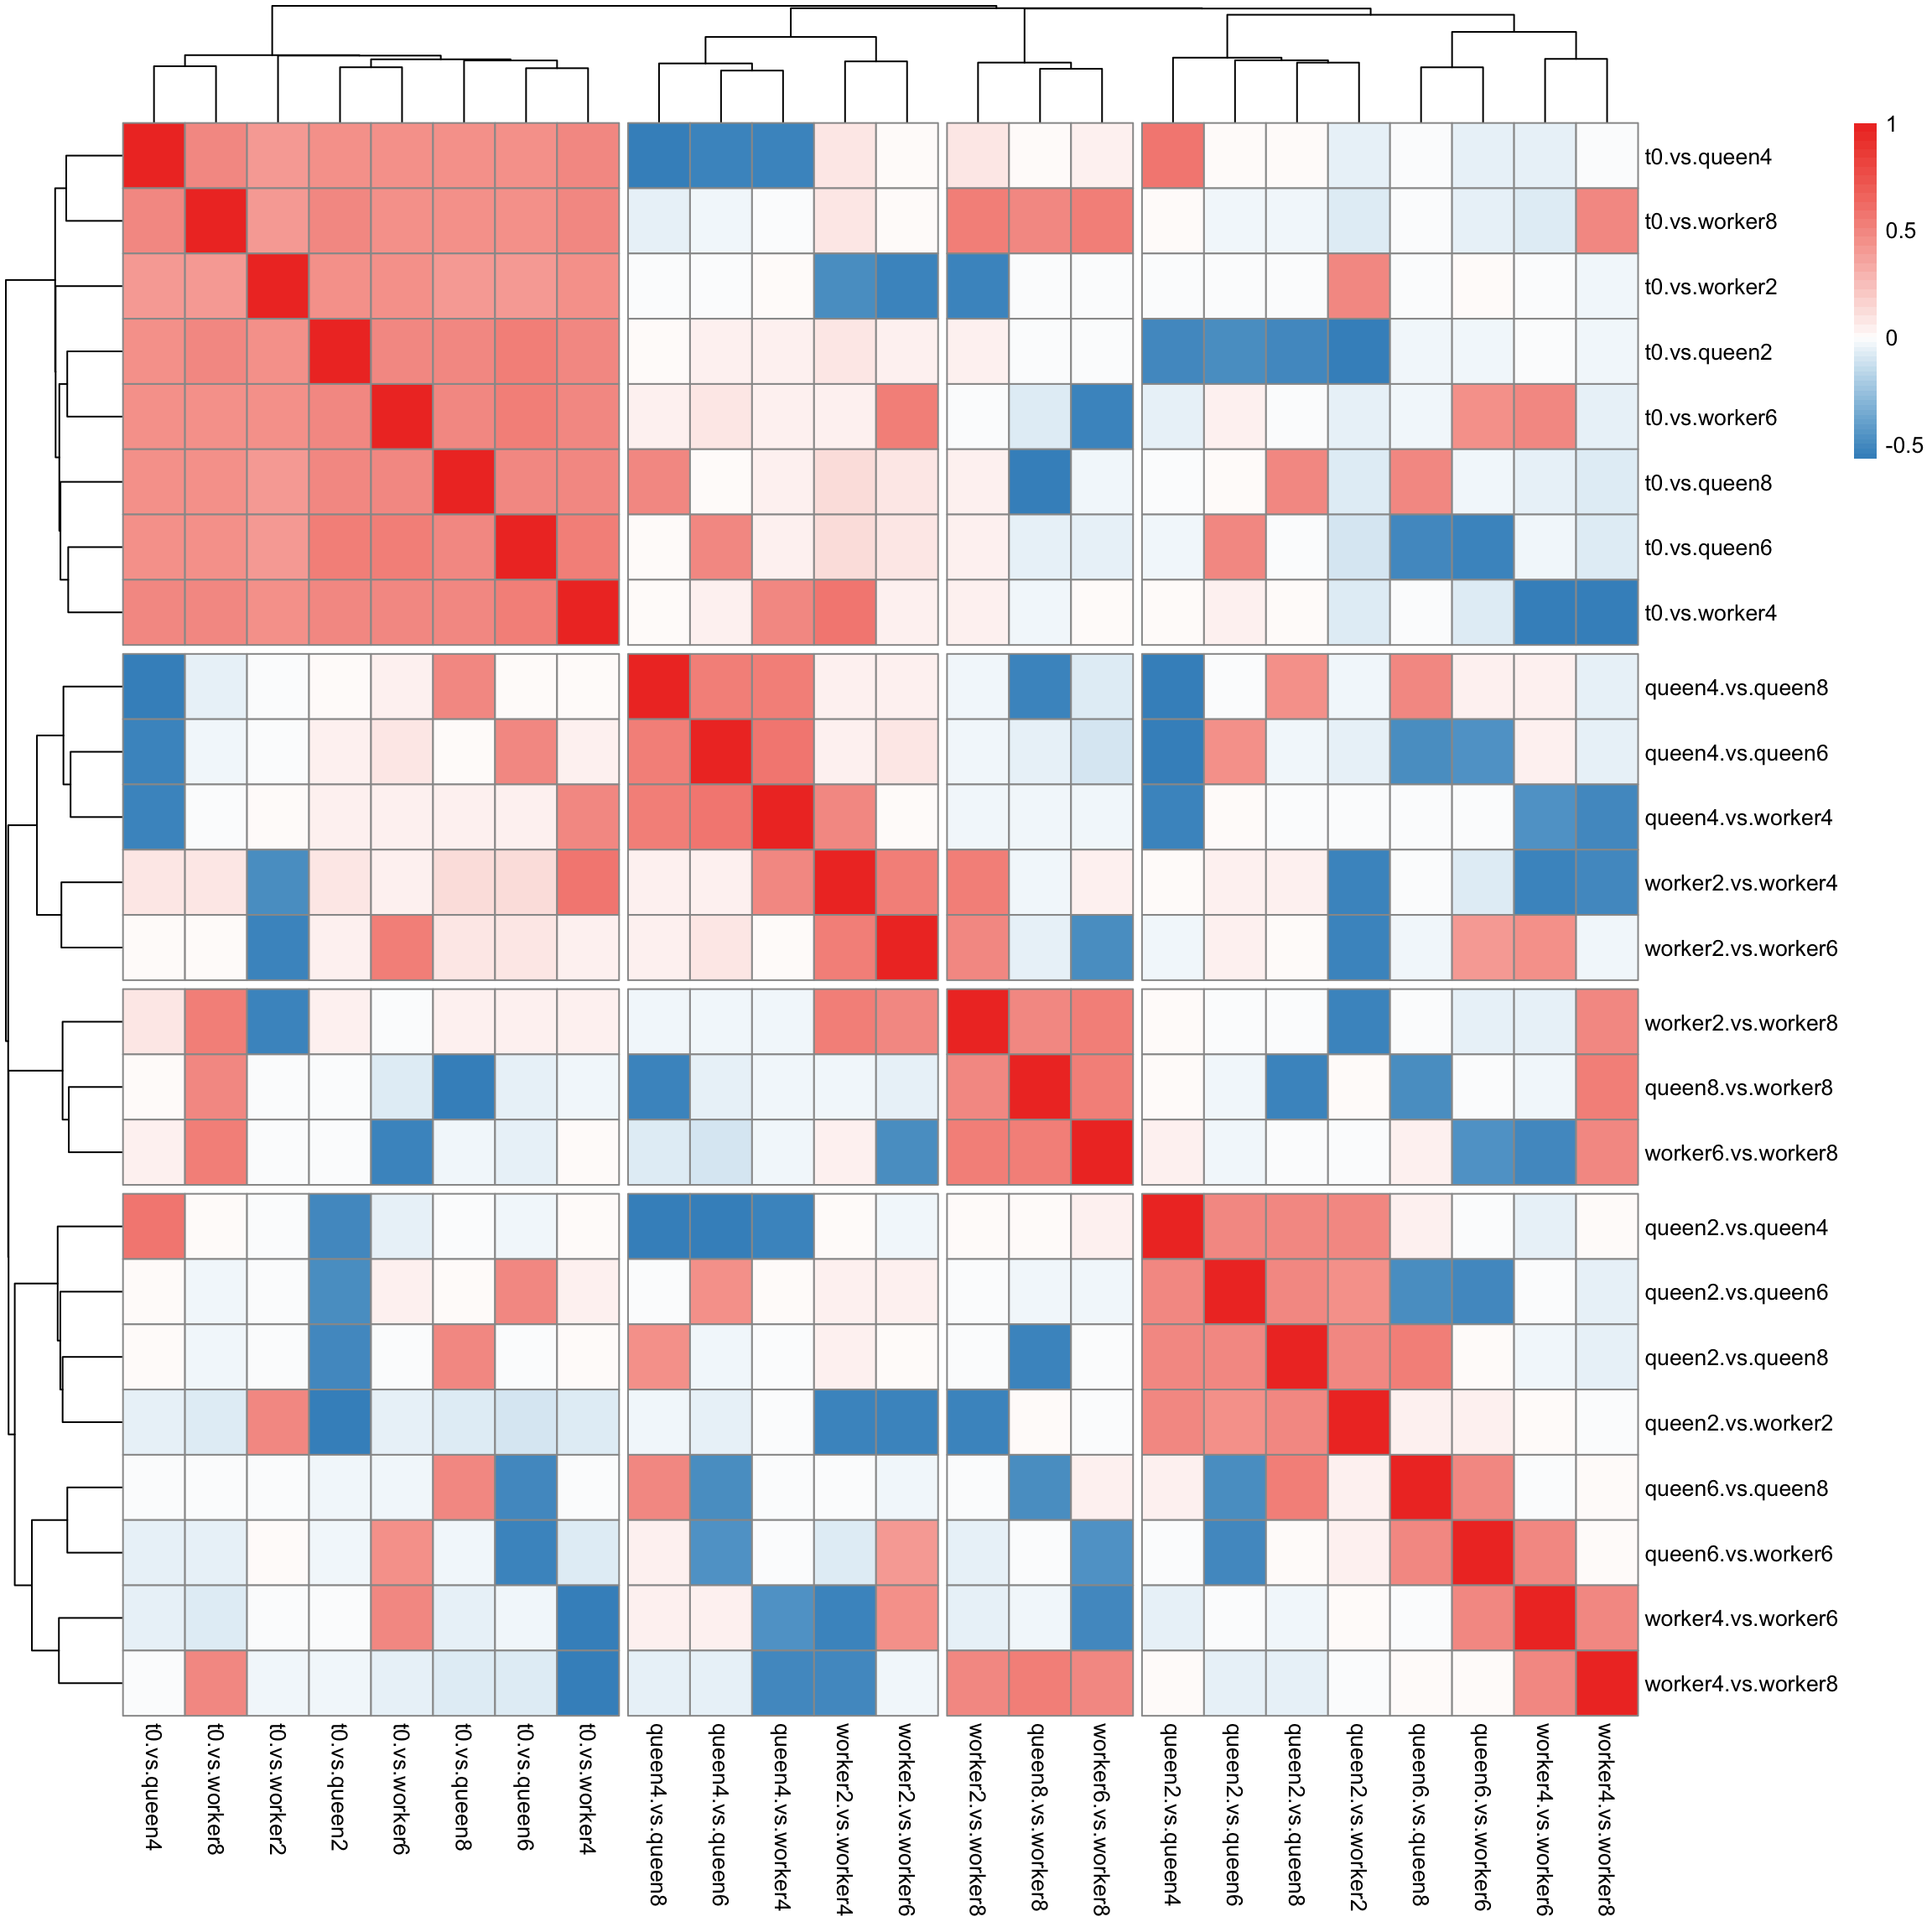 1
0.5
0
-0.5
t0.vs.queen4
t0.vs.worker8
t0.vs.worker2
t0.vs.queen2
t0.vs.worker6
t0.vs.queen8
t0.vs.queen6
t0.vs.worker4
queen4.vs.queen8
queen4.vs.queen6
queen4.vs.worker4
worker2.vs.worker4
worker2.vs.worker6
worker2.vs.worker8
queen8.vs.worker8
worker6.vs.worker8
queen2.vs.queen4
queen2.vs.queen6
queen2.vs.queen8
queen2.vs.worker2
queen6.vs.queen8
queen6.vs.worker6
worker4.vs.worker6
worker4.vs.worker8
t0.vs.queen4
t0.vs.worker8
t0.vs.worker2
t0.vs.queen2
t0.vs.worker6
t0.vs.queen8
t0.vs.queen6
t0.vs.worker4
queen4.vs.queen8
queen4.vs.queen6
queen4.vs.worker4
worker2.vs.worker4
worker2.vs.worker6
worker2.vs.worker8
queen8.vs.worker8
worker6.vs.worker8
queen2.vs.queen4
queen2.vs.queen6
queen2.vs.queen8
queen2.vs.worker2
queen6.vs.queen8
queen6.vs.worker6
worker4.vs.worker6
worker4.vs.worker8